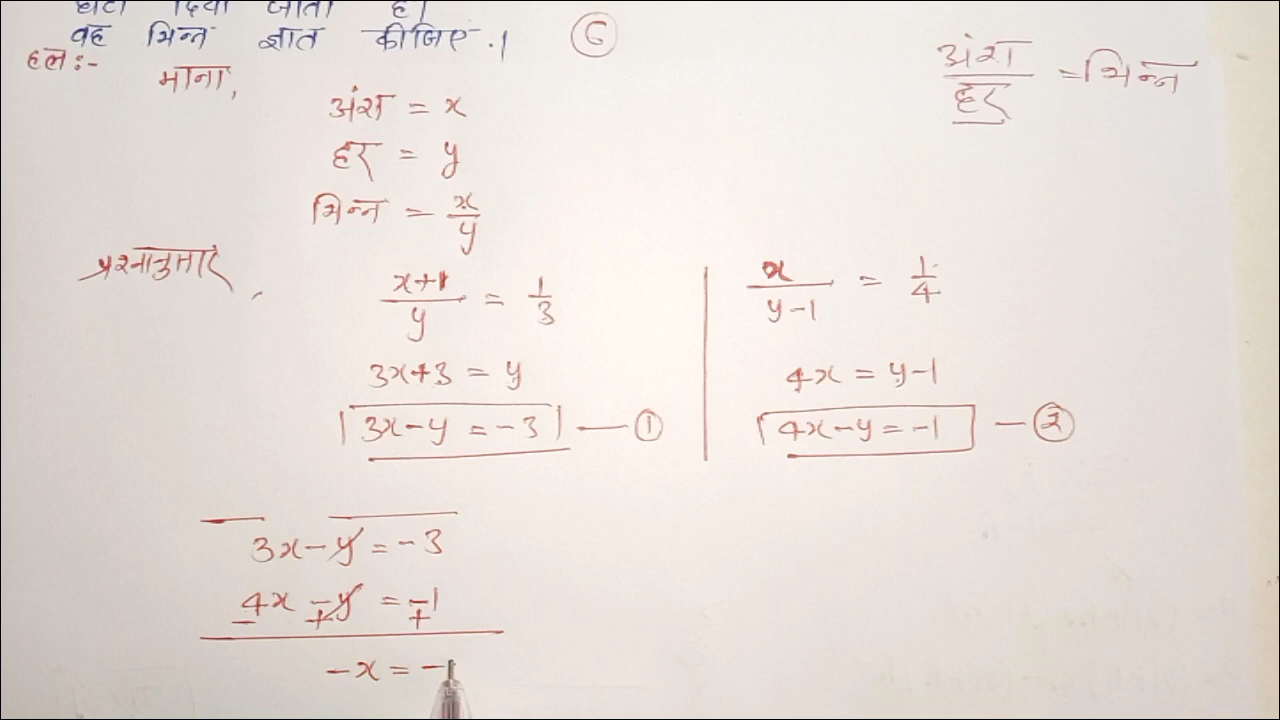 घटा दिया जाता है।
वह भिन्न ज्ञात कीजिए.। 6
हल:-
माना,
अंश / हर = भिन्न
अंश = x
हर = y
भिन्न = x/y
प्रश्नानुसार,
(x+1)/y = 1/3
x/(y-1) = 1/4
3x+3 = y
4x = y-1
3x-y = -3 — ①
4x-y = -1 — ②
3x-y = -3
4x -y = -1
- + +
-x = -